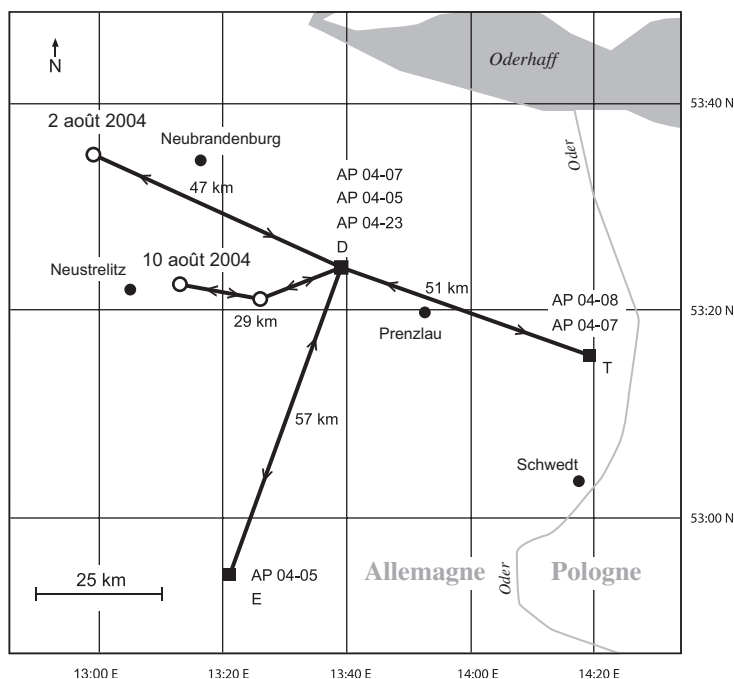 Oderhaff
N
53:40 N
2 août 2004
Neubrandenburg
Oder
AP 04-07
AP 04-05
AP 04-23
D
47 km
10 août 2004
Neustrelitz
51 km
AP 04-08
AP 04-07
53:20 N
29 km
Prenzlau
T
57 km
Schwedt
53:00 N
AP 04-05
E
Allemagne
Oder
Pologne
25 km
13:00 E
13:20 E
13:40 E
14:00 E
14:20 E